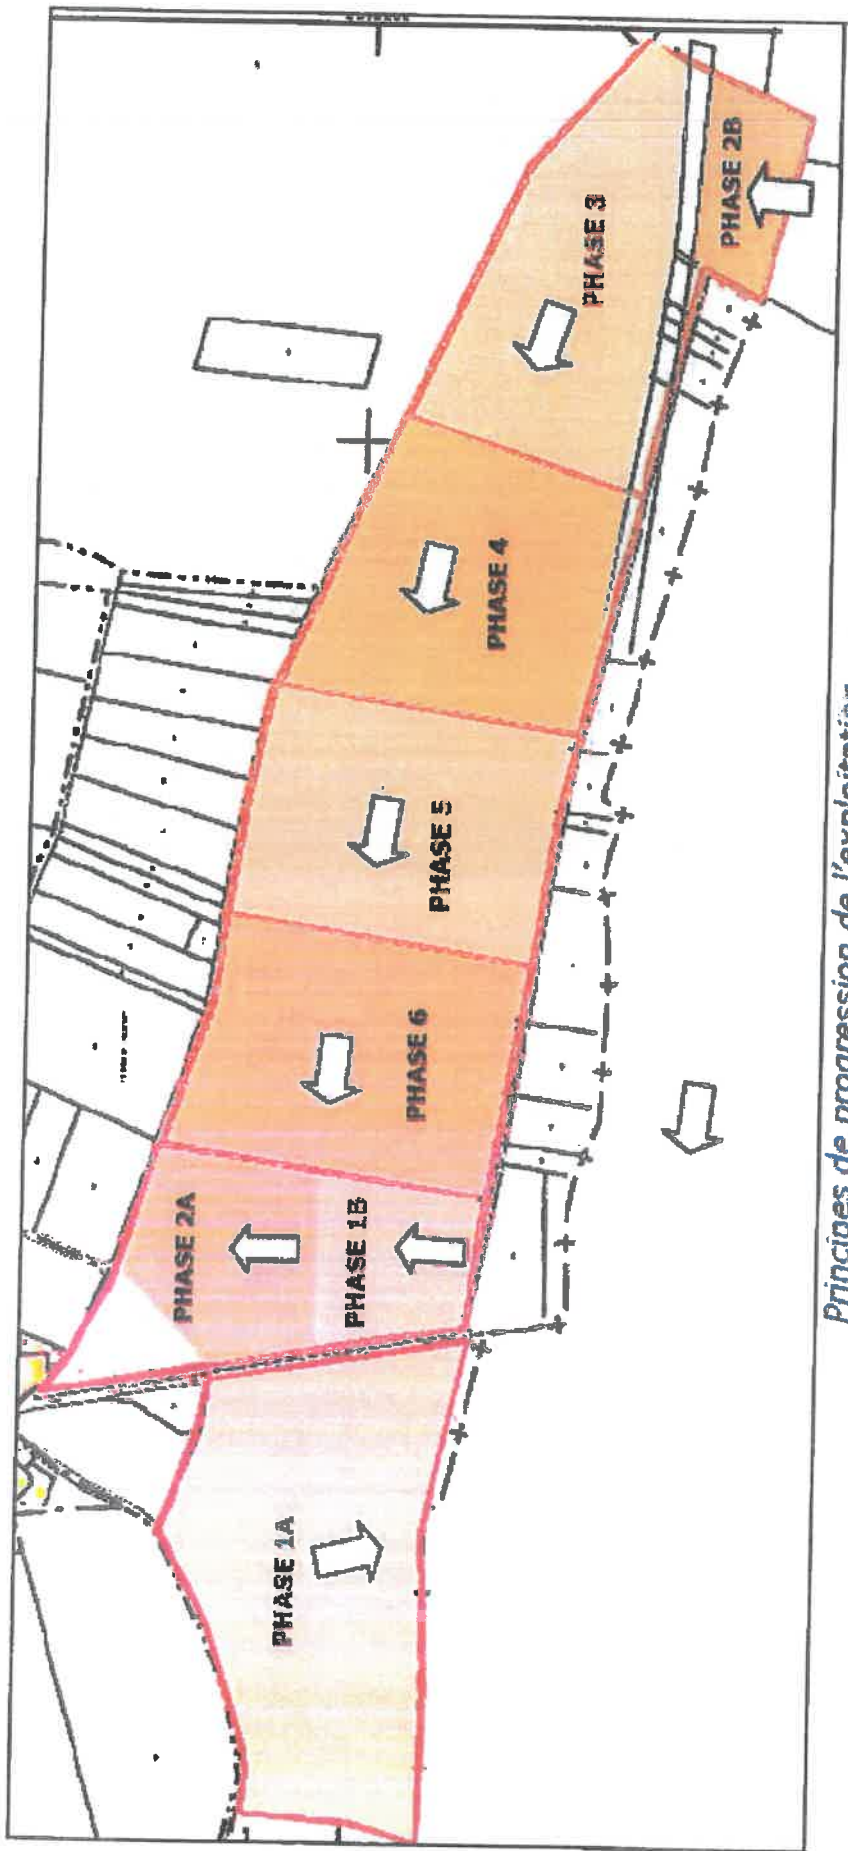 PHASE 1A
PHASE 2A
PHASE 1B
PHASE 6
PHASE 5
PHASE 4
PHASE 3
PHASE 2B
Principes de progression de l'exploitation